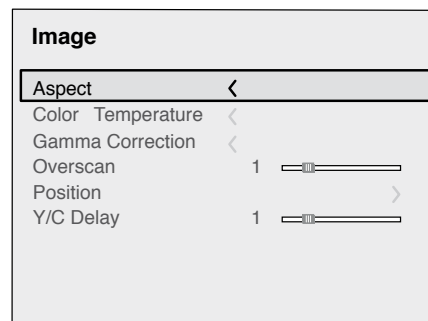 Image
Aspect
Color Temperature
Gamma Correction
Overscan 1
Position
Y/C Delay 1